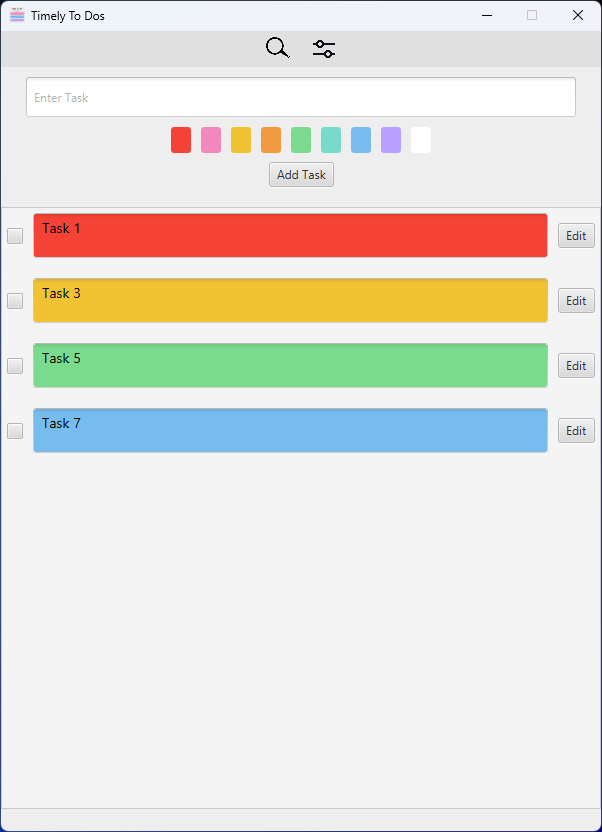 Timely To Dos
Enter Task
Add Task
Task 1
Edit
Task 3
Edit
Task 5
Edit
Task 7
Edit